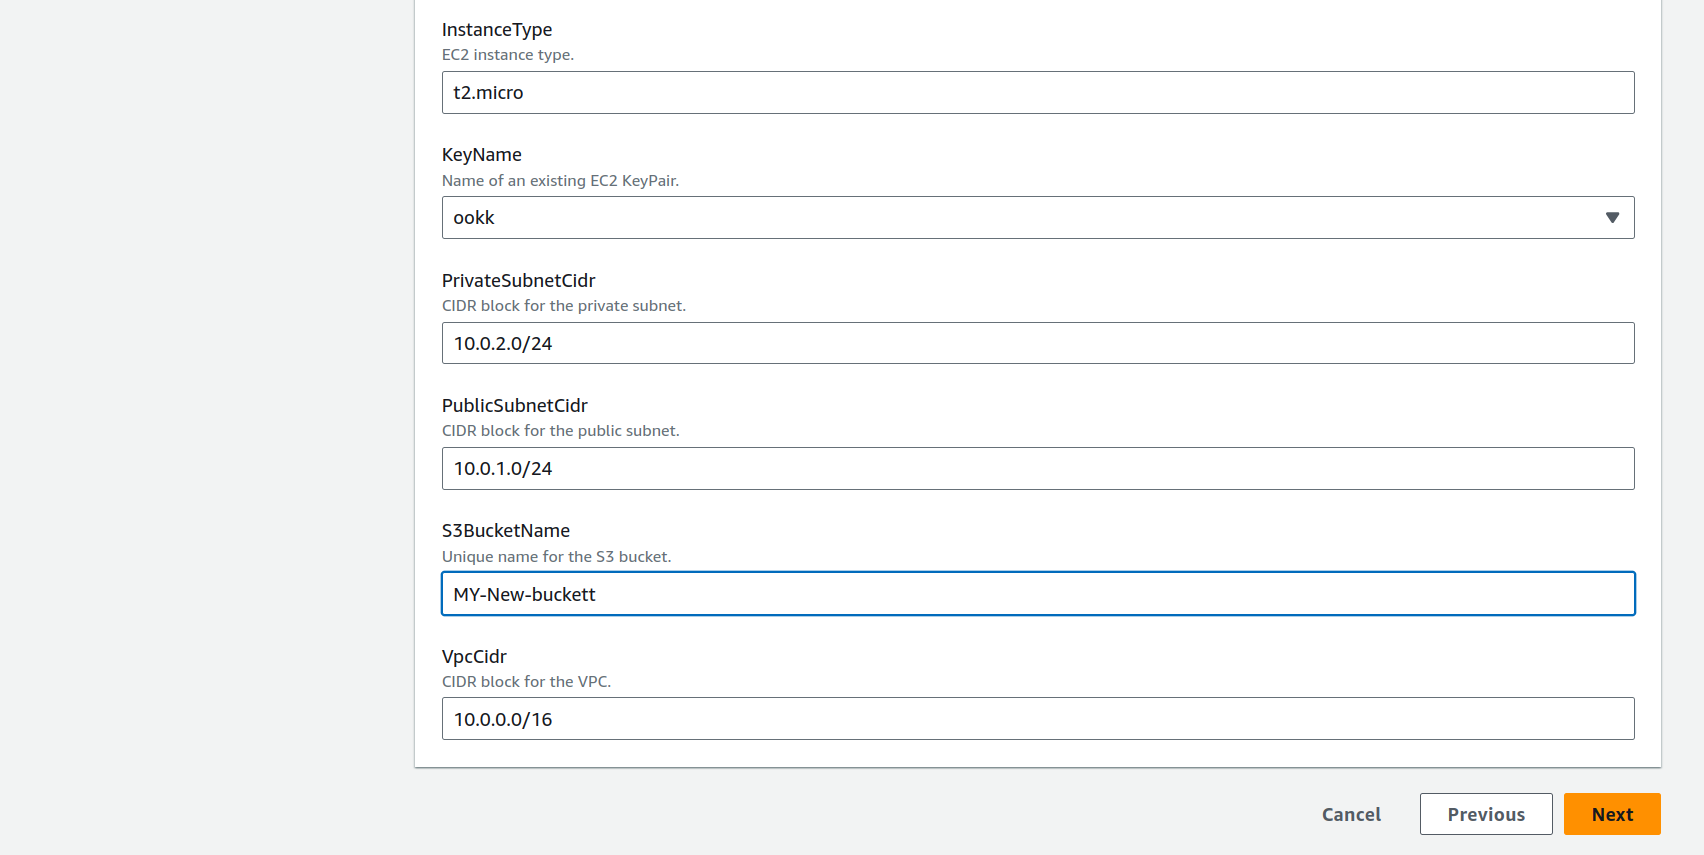 InstanceType
EC2 instance type.
t2.micro
KeyName
Name of an existing EC2 KeyPair.
ookk
PrivateSubnetCidr
CIDR block for the private subnet.
10.0.2.0/24
PublicSubnetCidr
CIDR block for the public subnet.
10.0.1.0/24
S3BucketName
Unique name for the S3 bucket.
MY-New-buckett
VpcCidr
CIDR block for the VPC.
10.0.0.0/16
Cancel Previous Next